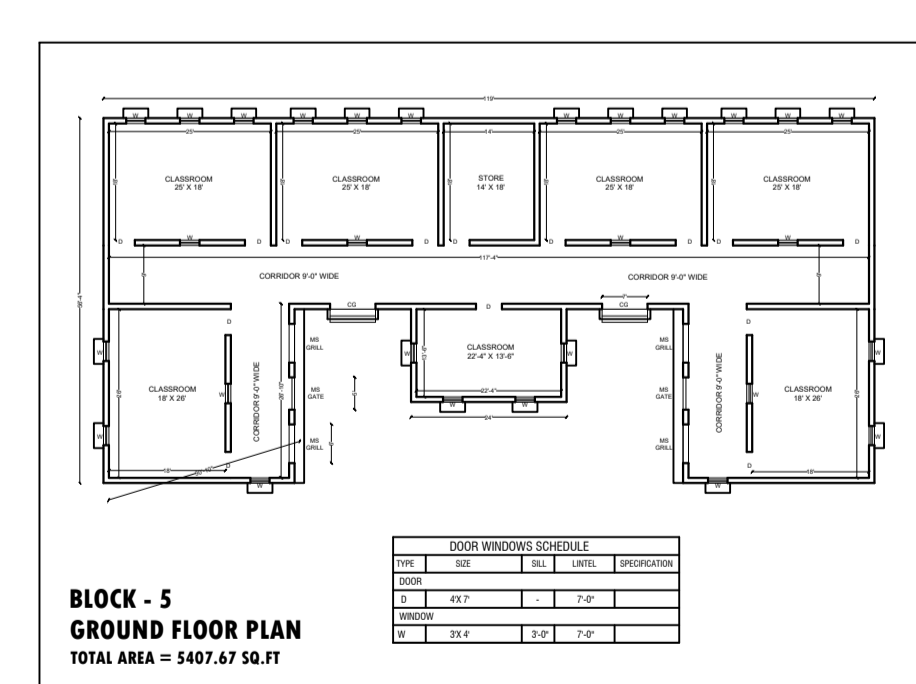 119'
W W W W W W W W W W W W
25' 25' 14' 25' 25'
CLASSROOM
25' X 18'
CLASSROOM
25' X 18'
STORE
14' X 18'
CLASSROOM
25' X 18'
CLASSROOM
25' X 18'
D W D D W D D W D D W D
117'-4"
CORRIDOR 9'-0" WIDE
CORRIDOR 9'-0" WIDE
7'
CG
D
CG
D
D
MS
GRILL
CLASSROOM
22'-4" X 13'-6"
13'-6"
MS
GRILL
W
W
W
W
CLASSROOM
18' X 26'
W
CORRIDOR 9'-0" WIDE
MS
GATE
22'-4"
W
W
24'
MS
GATE
CORRIDOR 9'-0" WIDE
W
CLASSROOM
18' X 26'
W
MS
GRILL
MS
GRILL
W
D
D
18'
18'
W
W
DOOR WINDOWS SCHEDULE
TYPE SIZE SILL LINTEL SPECIFICATION
DOOR
D 4'X 7' - 7'-0"
WINDOW
W 3'X 4' 3'-0" 7'-0"
BLOCK - 5
GROUND FLOOR PLAN
TOTAL AREA = 5407.67 SQ.FT